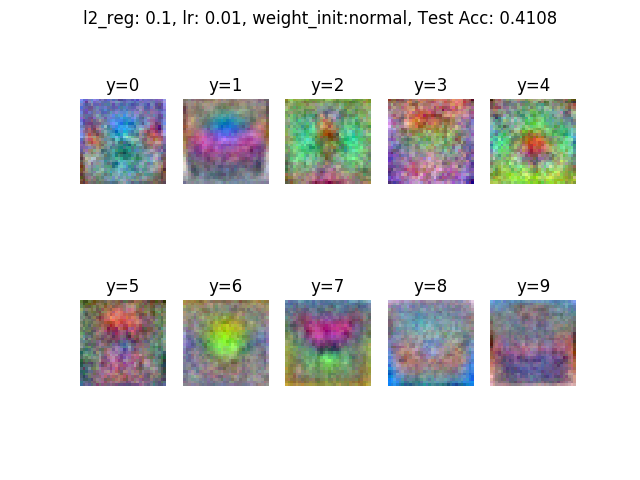 l2_reg: 0.1, lr: 0.01, weight_init:normal, Test Acc: 0.4108
y=0 y=1 y=2 y=3 y=4
y=5 y=6 y=7 y=8 y=9